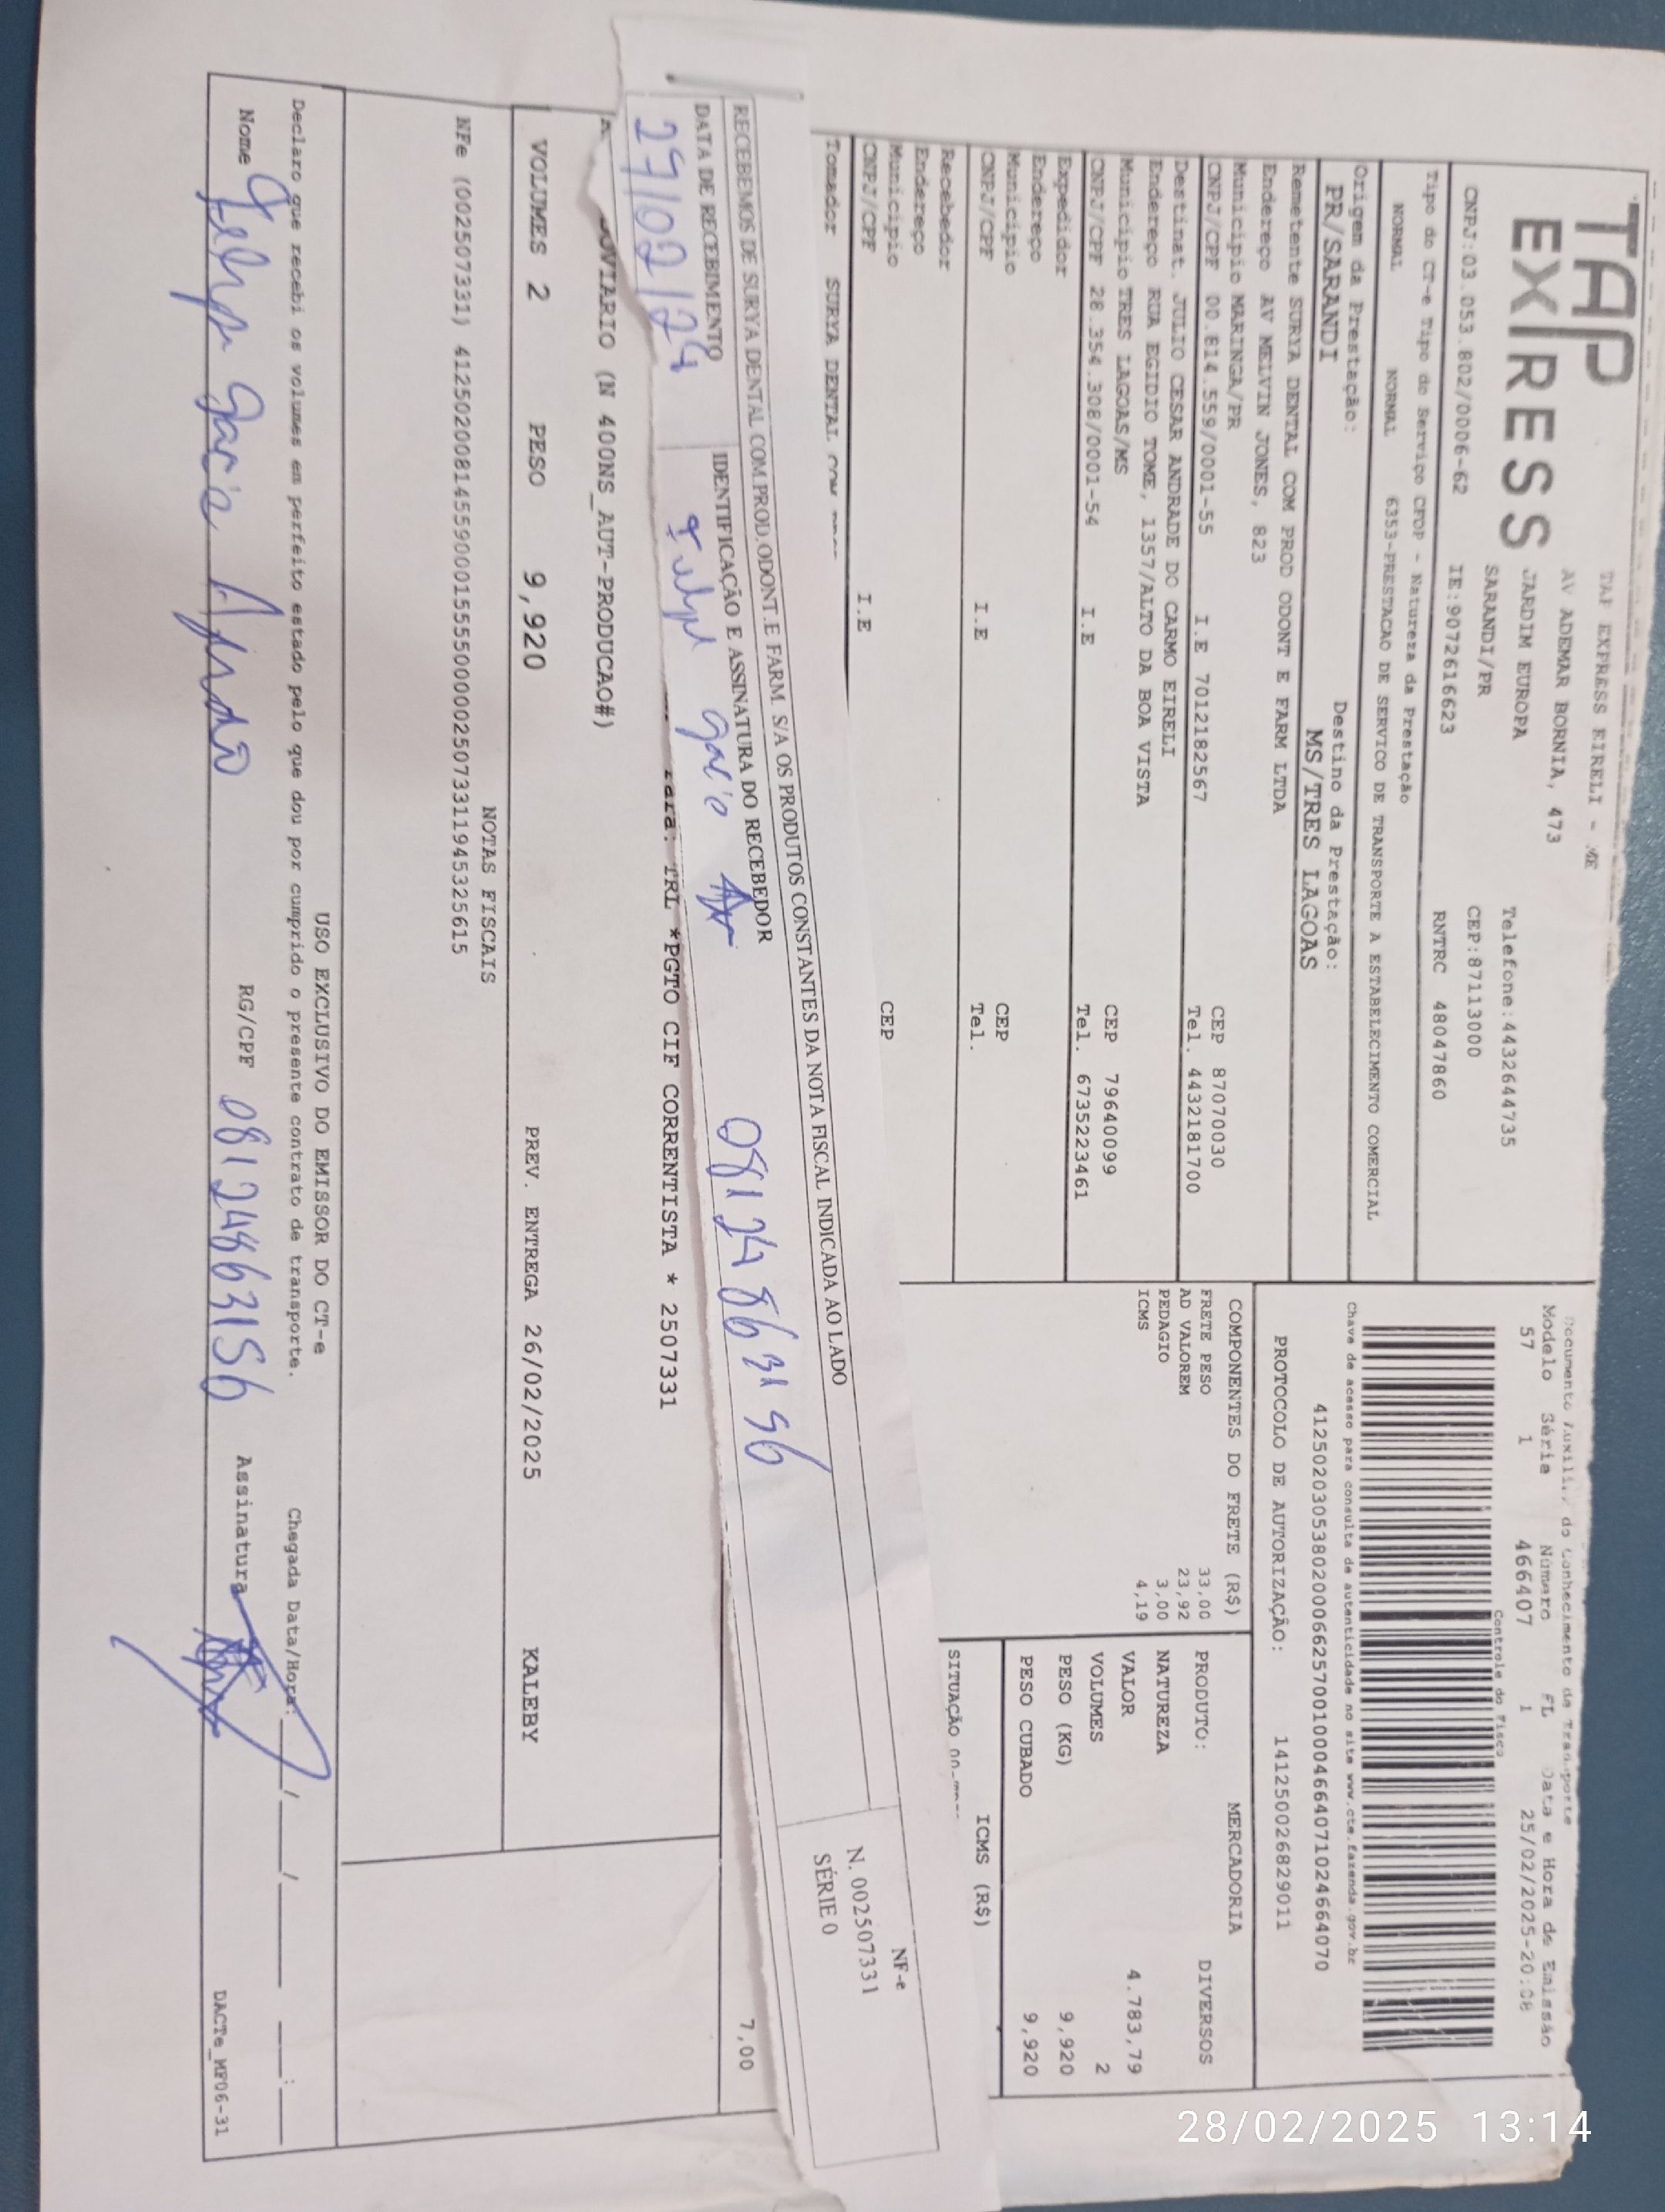 TAP
EXPRESS
TAP EXPRESS EIRELI - ME
AV ADEMAR BORNIA, 473
JARDIM EUROPA
SARANDI/PR
Telefone:4432644735
CEP:87113000
CNPJ:03.053.802/0006-62 IE:9072616623 RNTRC 48047860
Tipo do CT-e Tipo do Serviço CFOP - Natureza da Prestação
NORMAL NORMAL 6353-PRESTACAO DE SERVICO DE TRANSPORTE A ESTABELECIMENTO COMERCIAL
Origem da Prestação: Destino da Prestação:
PR/SARANDI MS/TRES LAGOAS
Remetente SURYA DENTAL COM PROD ODONT E FARM LTDA
Endereço AV MELVIN JONES, 823
Município MARINGA/PR CEP 87070030
CNPJ/CPF 00.814.559/0001-55 I.E 7012182567 Tel. 4432181700
Destinat. JULIO CESAR ANDRADE DO CARMO EIRELI
Endereço RUA EGIDIO TOME, 1357/ALTO DA BOA VISTA
Município TRES LAGOAS/MS CEP 79640099
CNPJ/CPF 28.354.308/0001-54 I.E Tel. 6735223461
Expedidor
Endereço
Município CEP
CNPJ/CPF I.E Tel.
Recebedor
Endereço
Município CEP
CNPJ/CPF I.E
Tomador SURYA DENTAL COM
Documento Auxiliar do Conhecimento de Transporte
Modelo Série Número FL Data e Hora de Emissão
57 1 466407 1 25/02/2025-20:08
Controle do Fisco
Chave de acesso para consulta de autenticidade no site www.cte.fazenda.gov.br
41250203053802000662570010004664071024664070
PROTOCOLO DE AUTORIZAÇÃO: 141250026829011
COMPONENTES DO FRETE (R$)
FRETE PESO 33,00
AD VALOREM 23,92
PEDAGIO 3,00
ICMS 4,19
MERCADORIA
PRODUTO: DIVERSOS
NATUREZA
VALOR 4.783,79
VOLUMES 2
PESO (KG) 9,920
PESO CUBADO 9,920
ICMS (R$)
SITUAÇÃO
7,00
RECEBEMOS DE SURYA DENTAL COM.PROD.ODONT.E FARM. S/A OS PRODUTOS CONSTANTES DA NOTA FISCAL INDICADA AO LADO
DATA DE RECEBIMENTO IDENTIFICAÇÃO E ASSINATURA DO RECEBEDOR
08124863156
NF-e
N. 002507331
SÉRIE 0
TRL *PGTO CIF CORRENTISTA * 2507331
(N 400NS_AUT-PRODUCAO#)
VOLUMES 2 PESO 9,920 PREV. ENTREGA 26/02/2025 KALEBY
NOTAS FISCAIS
NFe (002507331) 41250200814559000155550000025073311945325615
USO EXCLUSIVO DO EMISSOR DO CT-e
Declaro que recebi os volumes em perfeito estado pelo que dou por cumprido o presente contrato de transporte. Chegada Data/Hora: / / :
Nome RG/CPF 08124863156 Assinatura
DACTe_MF06-31
28/02/2025 13:14